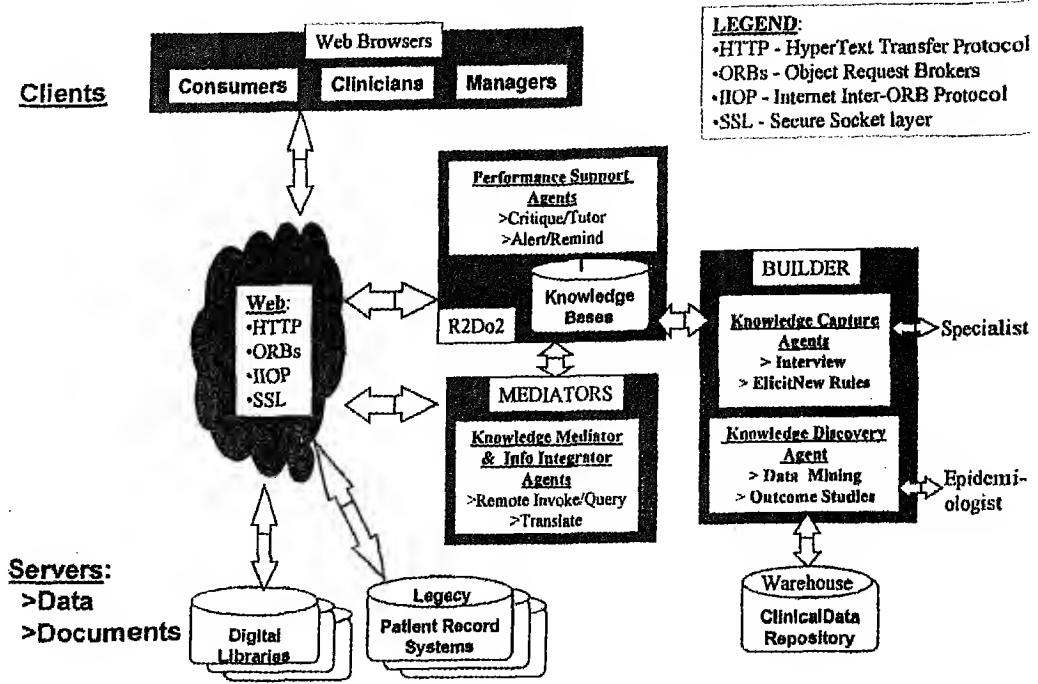 LEGEND:
•HTTP - HyperText Transfer Protocol
•ORBs - Object Request Brokers
•IIOP - Internet Inter-ORB Protocol
•SSL - Secure Socket layer
Clients
Web Browsers
Consumers
Clinicians
Managers
Performance Support
Agents
>Critique/Tutor
>Alert/Remind
Knowledge
Bases
R2Do2
Web:
•HTTP
•ORBs
•IIOP
•SSL
MEDIATORS
Knowledge Mediator
& Info Integrator
Agents
>Remote Invoke/Query
>Translate
BUILDER
Knowledge Capture
Agents
> Interview
> ElicitNew Rules
Specialist
Knowledge Discovery
Agent
> Data Mining
> Outcome Studies
Epidemi-
ologist
Servers:
>Data
>Documents
Digital
Libraries
Legacy
Patient Record
Systems
Warehouse
ClinicalData
Repository